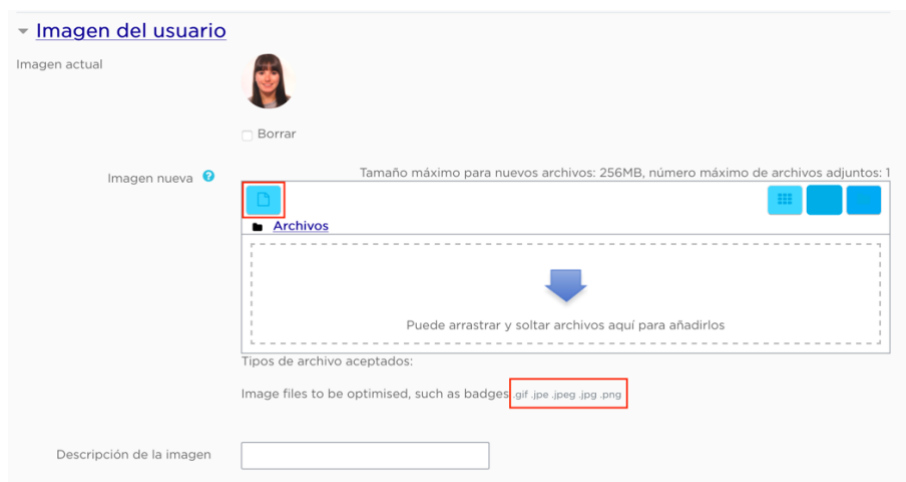 Imagen del usuario
Imagen actual
Borrar
Imagen nueva
Tamaño máximo para nuevos archivos: 256MB, número máximo de archivos adjuntos: 1
Archivos
Puede arrastrar y soltar archivos aquí para añadirlos
Tipos de archivo aceptados:
Image files to be optimised, such as badges .gif .jpe .jpeg .jpg .png
Descripción de la imagen